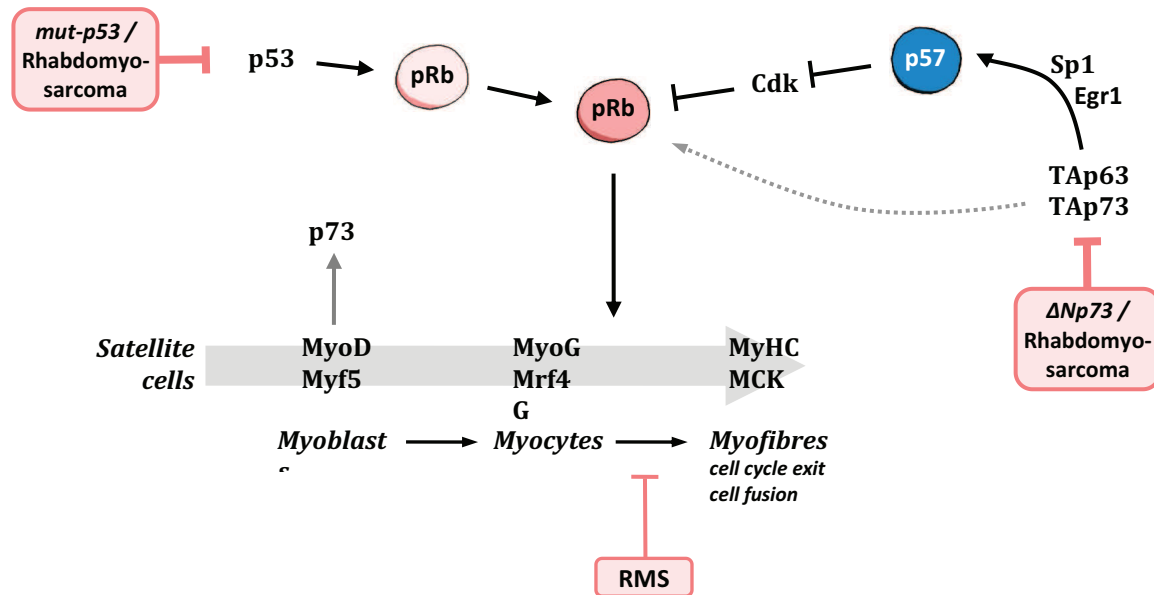 mut-p53 /
Rhabdomyo-
sarcoma
p53
pRb
pRb
Cdk
p57
Sp1
Egr1
TAp63
TAp73
p73
ΔNp73 /
Rhabdomyo-
sarcoma
Satellite
cells
MyoD
Myf5
MyoG
Mrf4
G
MyHC
MCK
Myoblast
Myocytes
Myofibres
cell cycle exit
cell fusion
RMS